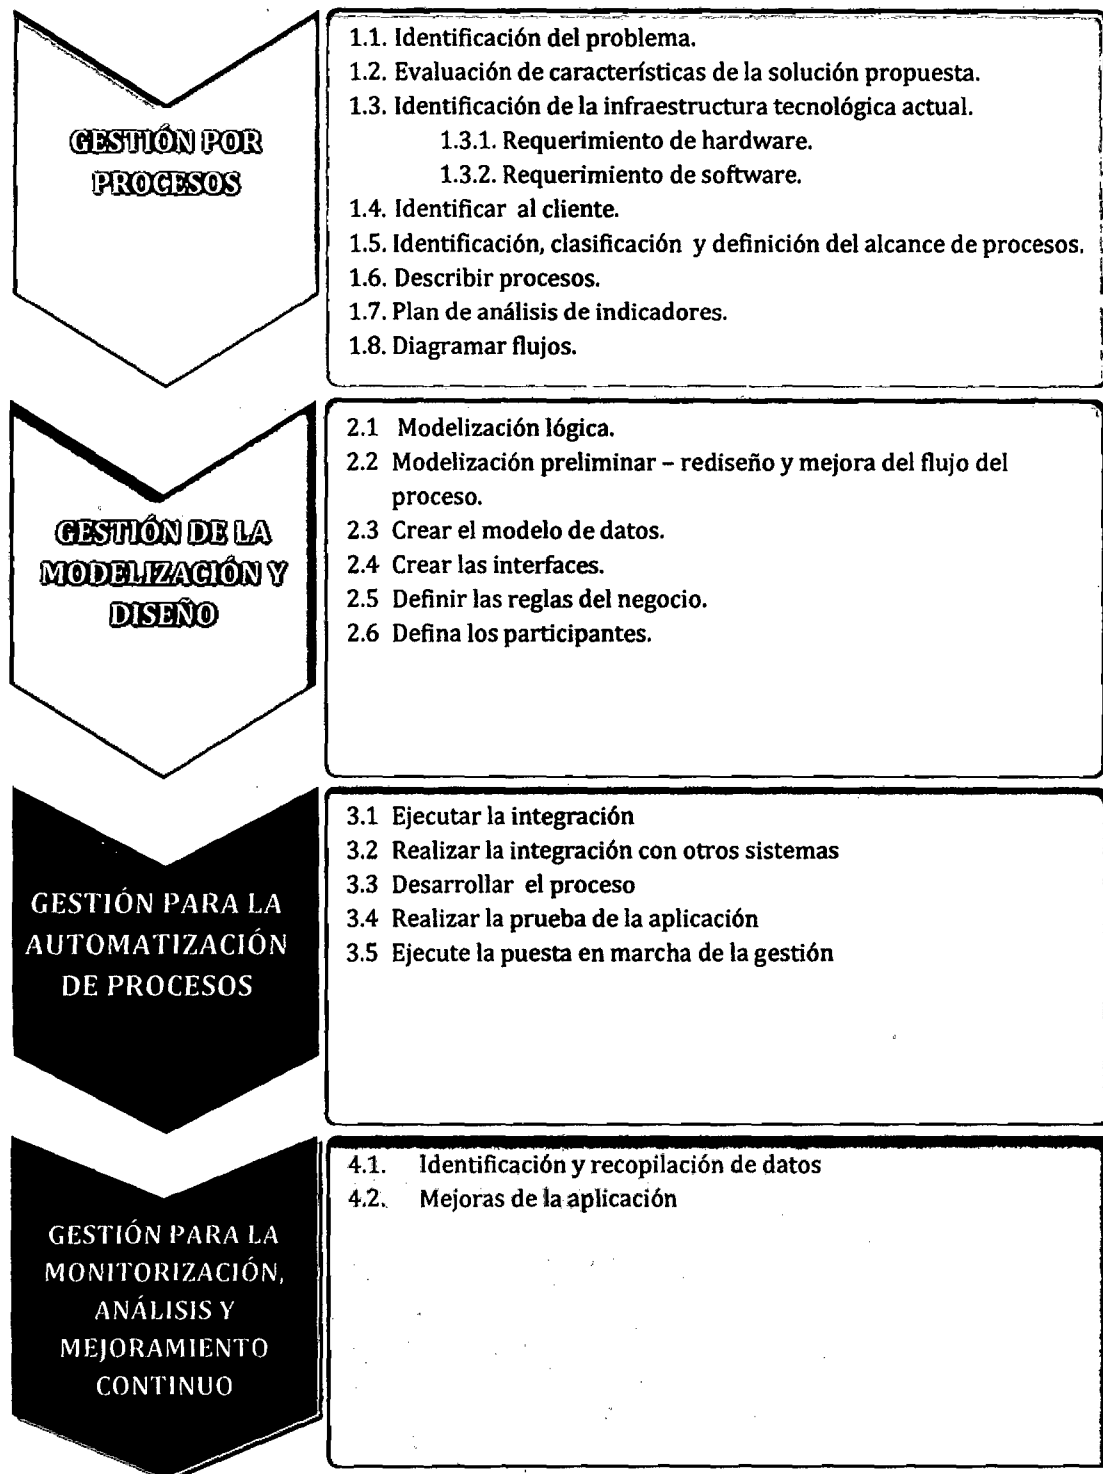 GESTIÓN POR
PROCESOS
1.1. Identificación del problema.
1.2. Evaluación de características de la solución propuesta.
1.3. Identificación de la infraestructura tecnológica actual.
1.3.1. Requerimiento de hardware.
1.3.2. Requerimiento de software.
1.4. Identificar al cliente.
1.5. Identificación, clasificación y definición del alcance de procesos.
1.6. Describir procesos.
1.7. Plan de análisis de indicadores.
1.8. Diagramar flujos.
GESTIÓN DE LA
MODELIZACIÓN Y
DISEÑO
2.1 Modelización lógica.
2.2 Modelización preliminar – rediseño y mejora del flujo del
proceso.
2.3 Crear el modelo de datos.
2.4 Crear las interfaces.
2.5 Definir las reglas del negocio.
2.6 Defina los participantes.
GESTIÓN PARA LA
AUTOMATIZACIÓN
DE PROCESOS
3.1 Ejecutar la integración
3.2 Realizar la integración con otros sistemas
3.3 Desarrollar el proceso
3.4 Realizar la prueba de la aplicación
3.5 Ejecute la puesta en marcha de la gestión
GESTIÓN PARA LA
MONITORIZACIÓN,
ANÁLISIS Y
MEJORAMIENTO
CONTINUO
4.1. Identificación y recopilación de datos
4.2. Mejoras de la aplicación